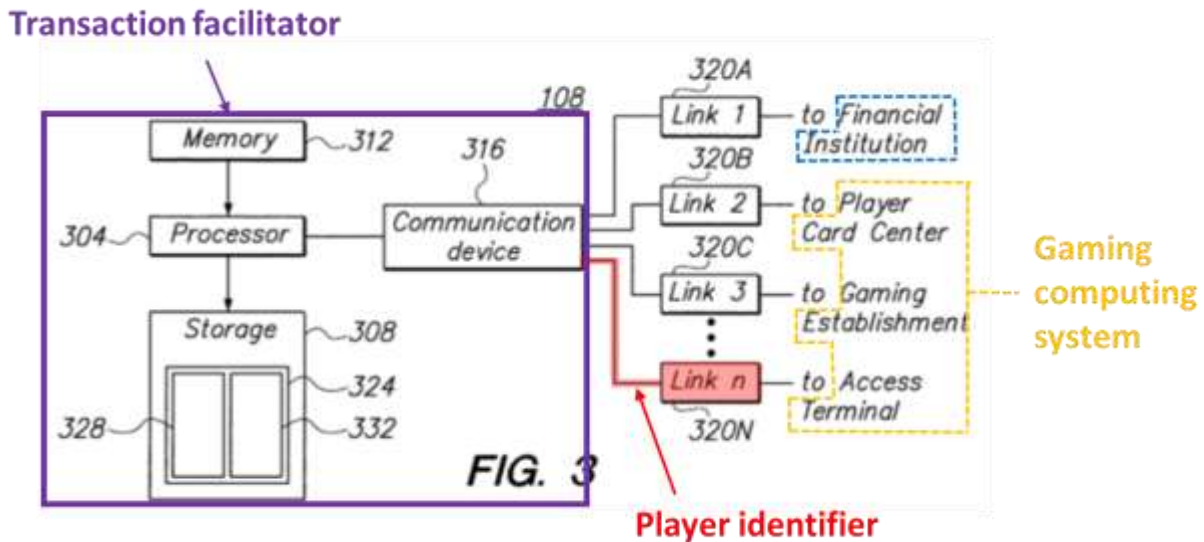 Transaction facilitator
108
Memory
312
316
304
Processor
Communication
device
Storage
308
324
328
332
320A
Link 1
to Financial
Institution
320B
Link 2
to Player
Card Center
320C
Link 3
to Gaming
Establishment
Link n
to Access
Terminal
320N
Gaming
computing
system
FIG. 3
Player identifier